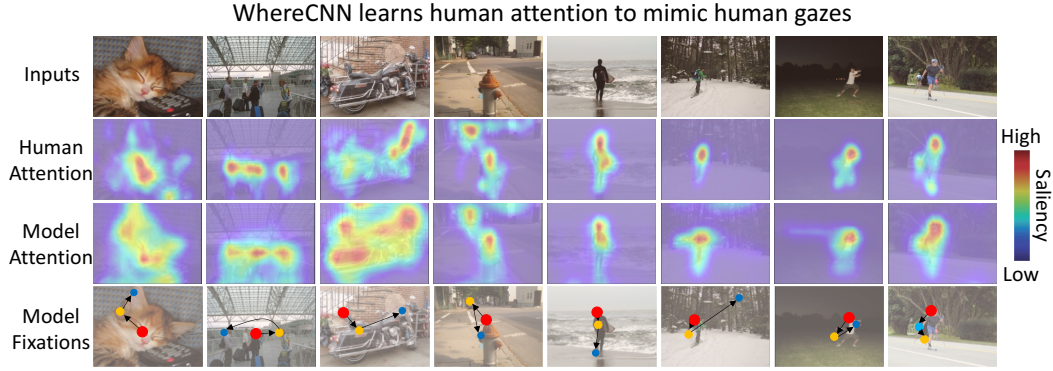 WhereCNN learns human attention to mimic human gazes
Inputs
Human
Attention
Model
Attention
Model
Fixations
High
Saliency
Low